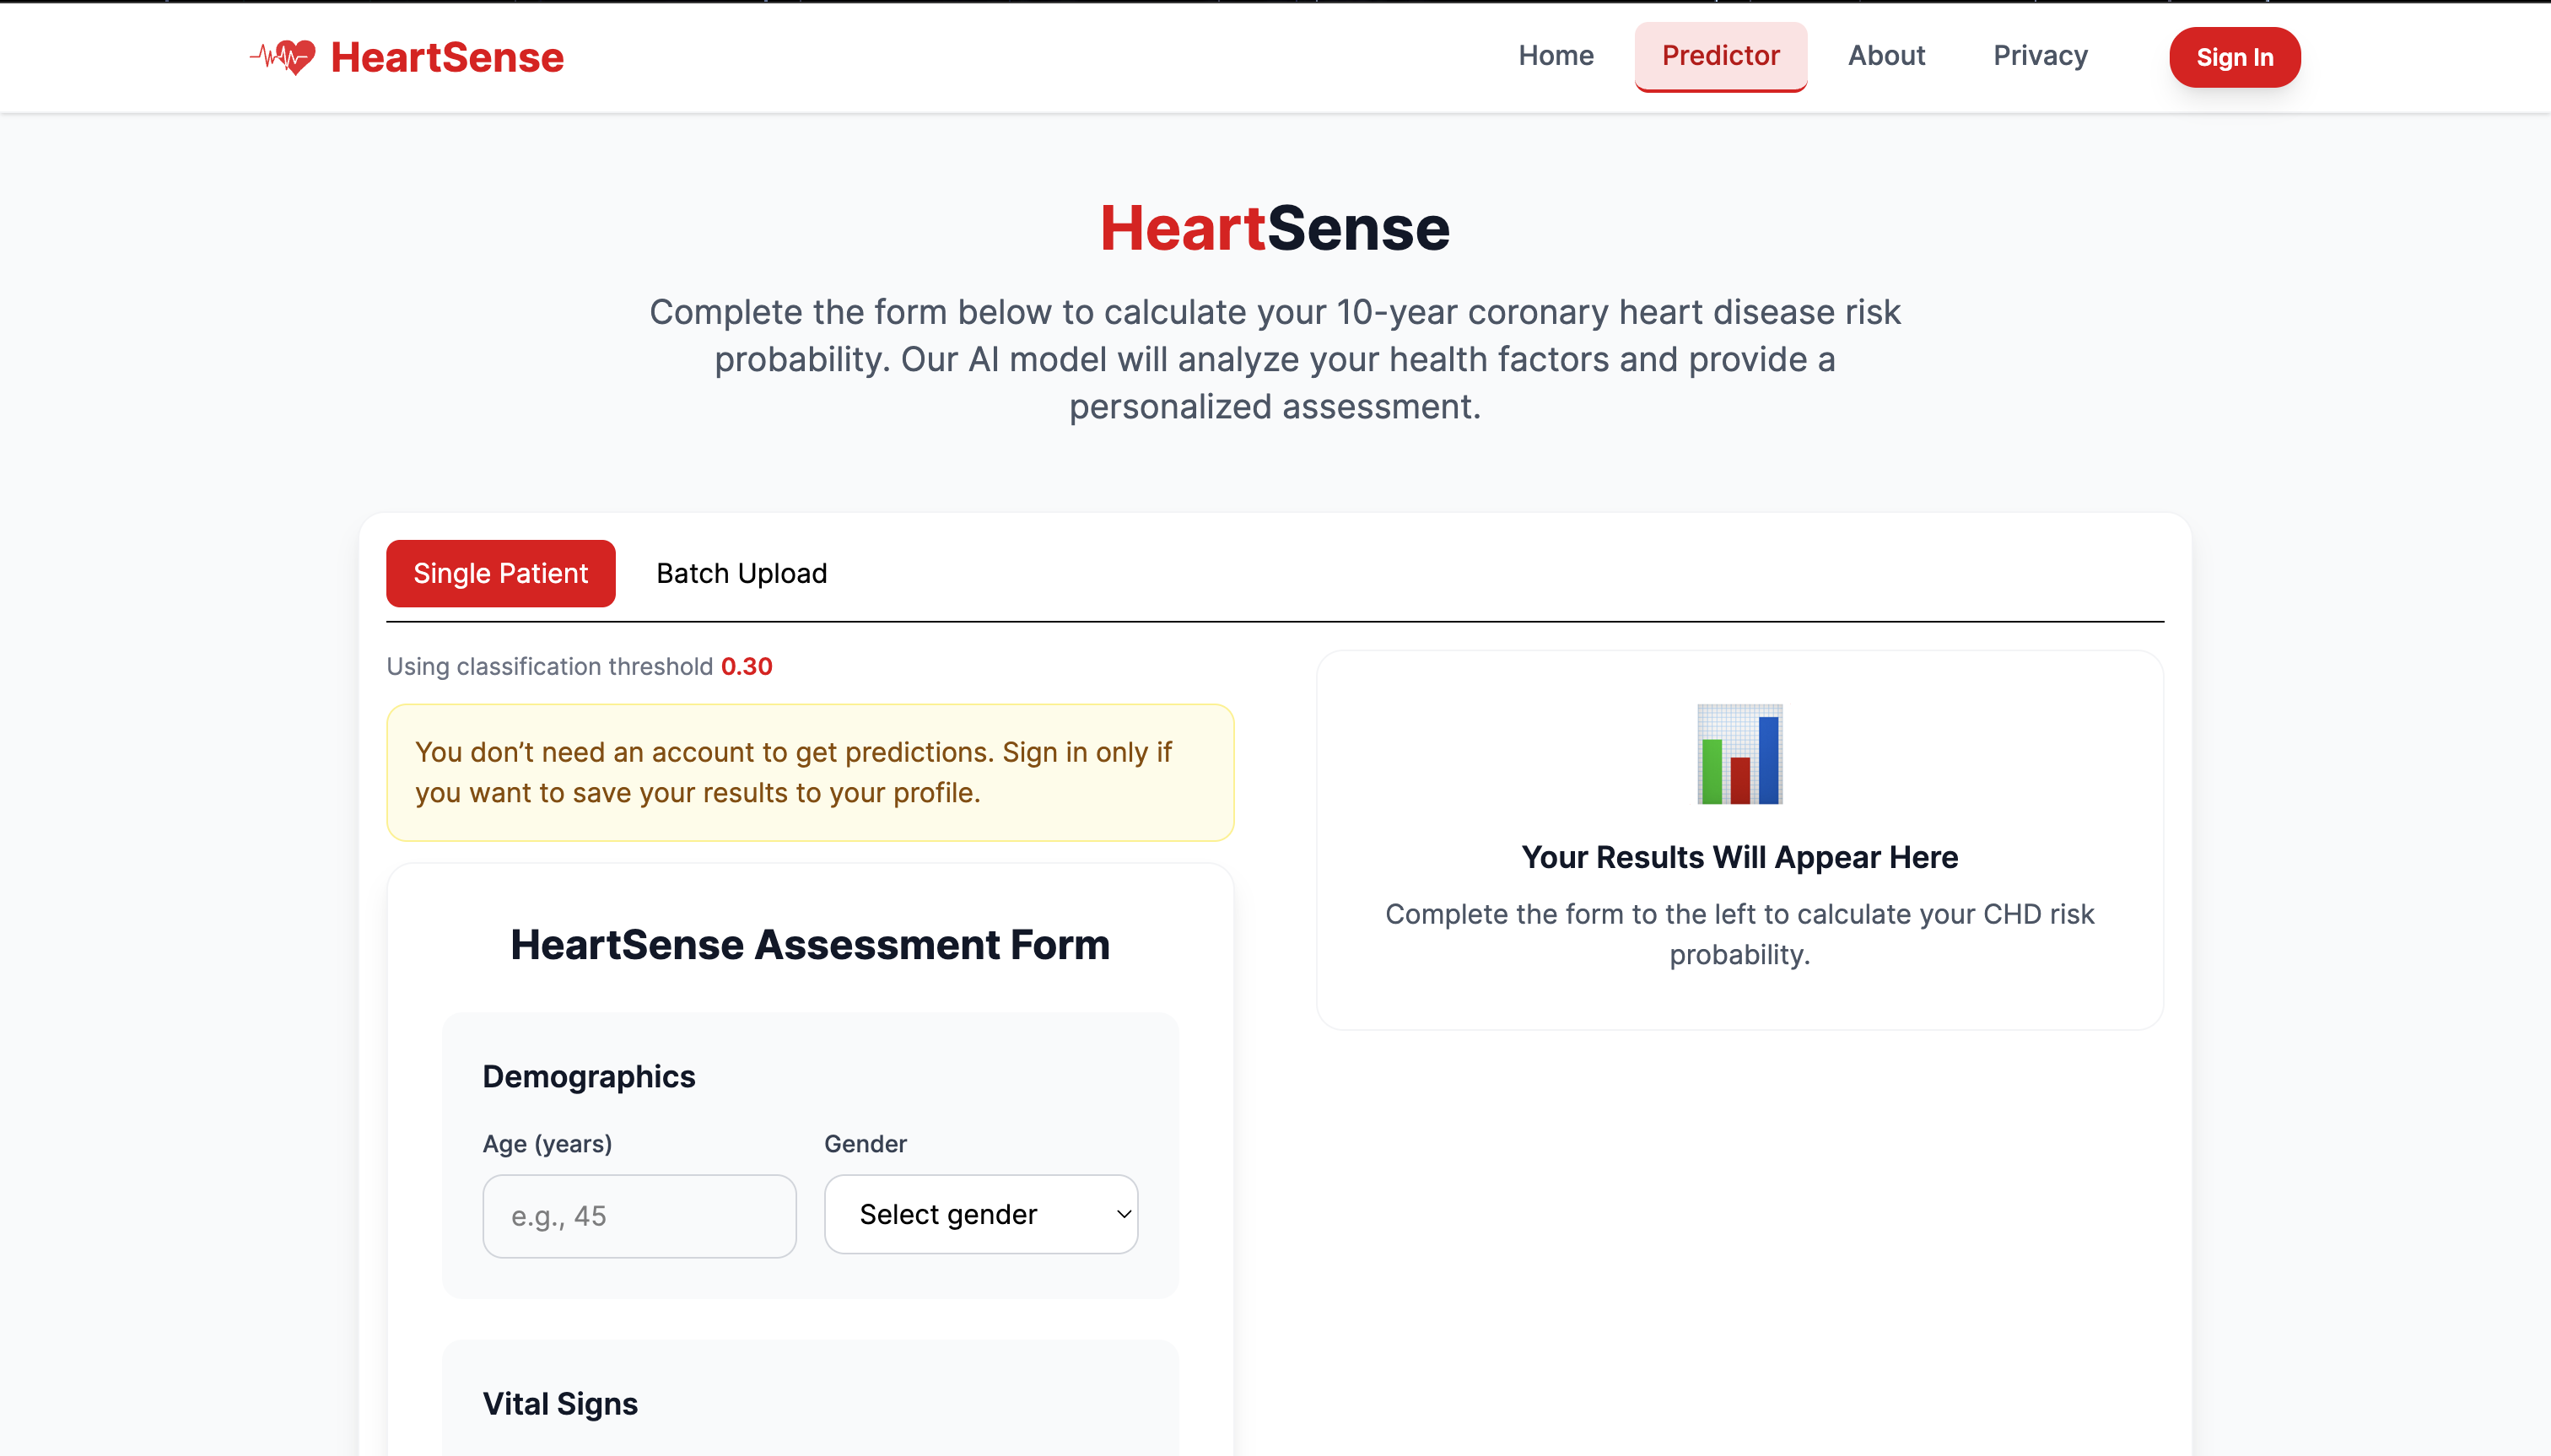 HeartSense
Home
Predictor
About
Privacy
Sign In
HeartSense
Complete the form below to calculate your 10-year coronary heart disease risk
probability. Our AI model will analyze your health factors and provide a
personalized assessment.
Single Patient
Batch Upload
Using classification threshold 0.30
You don’t need an account to get predictions. Sign in only if
you want to save your results to your profile.
HeartSense Assessment Form
Demographics
Age (years)
Gender
e.g., 45
Select gender
Vital Signs
Your Results Will Appear Here
Complete the form to the left to calculate your CHD risk
probability.